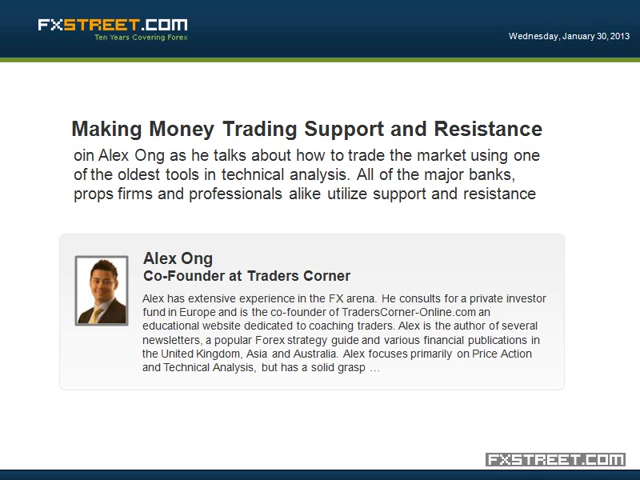 FXSTREET.COM
Ten Years Covering Forex
Wednesday, January 30, 2013
Making Money Trading Support and Resistance
oin Alex Ong as he talks about how to trade the market using one
of the oldest tools in technical analysis. All of the major banks,
props firms and professionals alike utilize support and resistance
Alex Ong
Co-Founder at Traders Corner
Alex has extensive experience in the FX arena. He consults for a private investor
fund in Europe and is the co-founder of TradersCorner-Online.com an
educational website dedicated to coaching traders. Alex is the author of several
newsletters, a popular Forex strategy guide and various financial publications in
the United Kingdom, Asia and Australia. Alex focuses primarily on Price Action
and Technical Analysis, but has a solid grasp …
FXSTREET.COM